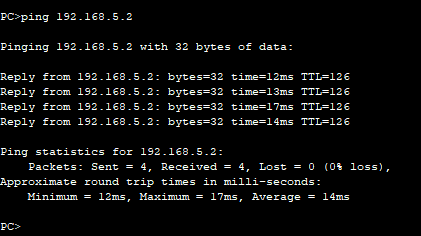 PC>ping 192.168.5.2
Pinging 192.168.5.2 with 32 bytes of data:
Reply from 192.168.5.2: bytes=32 time=12ms TTL=126
Reply from 192.168.5.2: bytes=32 time=13ms TTL=126
Reply from 192.168.5.2: bytes=32 time=17ms TTL=126
Reply from 192.168.5.2: bytes=32 time=14ms TTL=126
Ping statistics for 192.168.5.2:
    Packets: Sent = 4, Received = 4, Lost = 0 (0% loss),
Approximate round trip times in milli-seconds:
    Minimum = 12ms, Maximum = 17ms, Average = 14ms
PC>